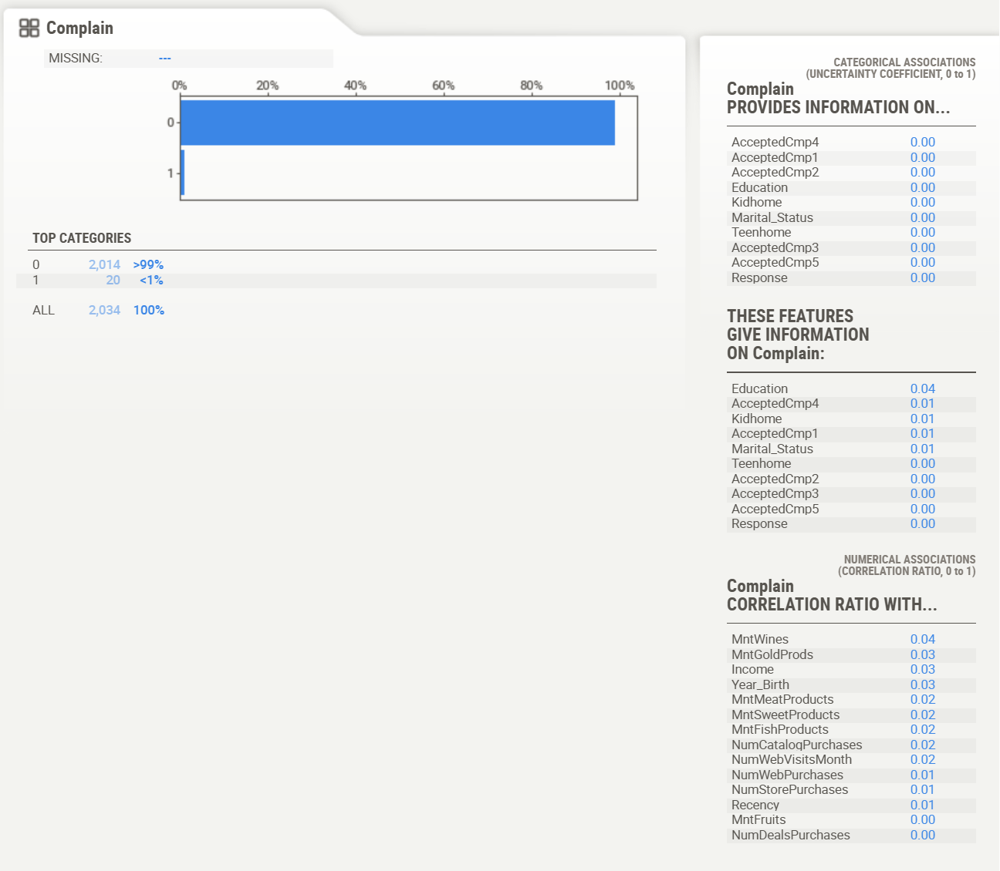 Complain
MISSING: ---
0% 20% 40% 60% 80% 100%
0
1
TOP CATEGORIES
0 2,014 >99%
1 20 <1%
ALL 2,034 100%
CATEGORICAL ASSOCIATIONS
(UNCERTAINTY COEFFICIENT, 0 to 1)
Complain
PROVIDES INFORMATION ON...
AcceptedCmp4 0.00
AcceptedCmp1 0.00
AcceptedCmp2 0.00
Education 0.00
Kidhome 0.00
Marital_Status 0.00
Teenhome 0.00
AcceptedCmp3 0.00
AcceptedCmp5 0.00
Response 0.00
THESE FEATURES
GIVE INFORMATION
ON Complain:
Education 0.04
AcceptedCmp4 0.01
Kidhome 0.01
AcceptedCmp1 0.01
Marital_Status 0.01
Teenhome 0.00
AcceptedCmp2 0.00
AcceptedCmp3 0.00
AcceptedCmp5 0.00
Response 0.00
NUMERICAL ASSOCIATIONS
(CORRELATION RATIO, 0 to 1)
Complain
CORRELATION RATIO WITH...
MntWines 0.04
MntGoldProds 0.03
Income 0.03
Year_Birth 0.03
MntMeatProducts 0.02
MntSweetProducts 0.02
MntFishProducts 0.02
NumCatalogPurchases 0.02
NumWebVisitsMonth 0.02
NumWebPurchases 0.01
NumStorePurchases 0.01
Recency 0.01
MntFruits 0.00
NumDealsPurchases 0.00